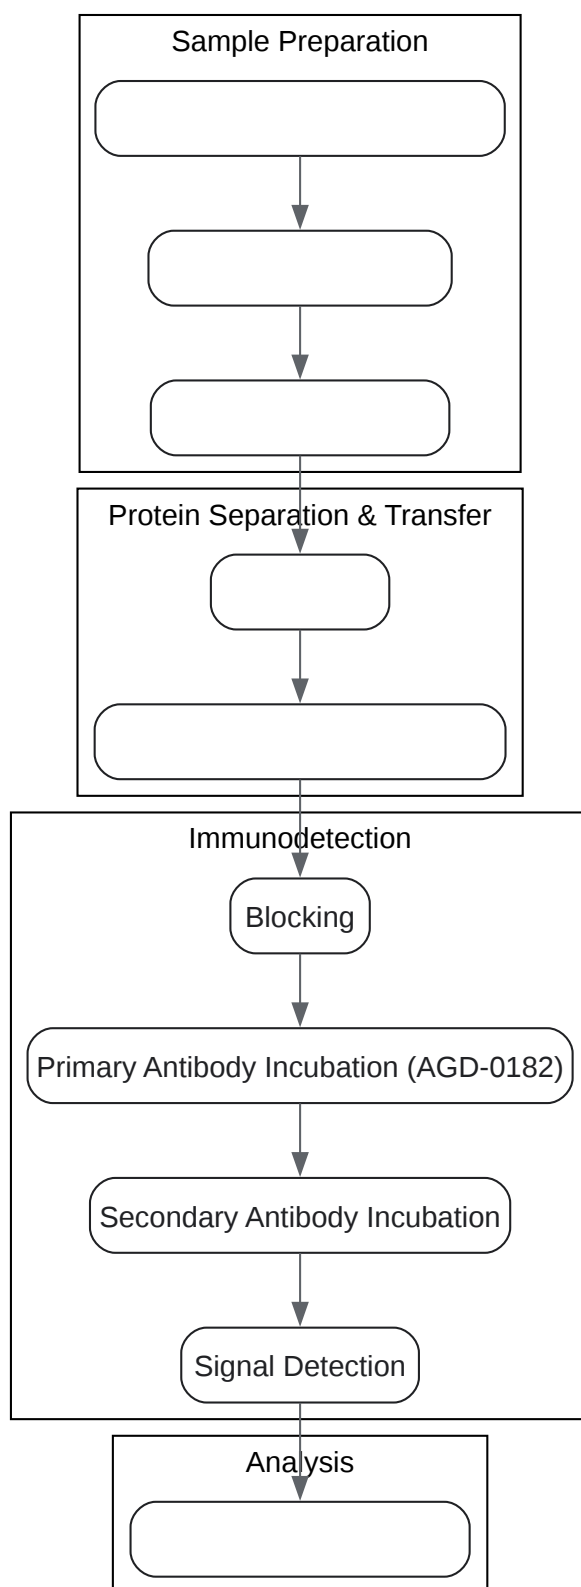 Sample Preparation
Protein Separation & Transfer
Immunodetection
Blocking
Primary Antibody Incubation (AGD-0182)
Secondary Antibody Incubation
Signal Detection
Analysis